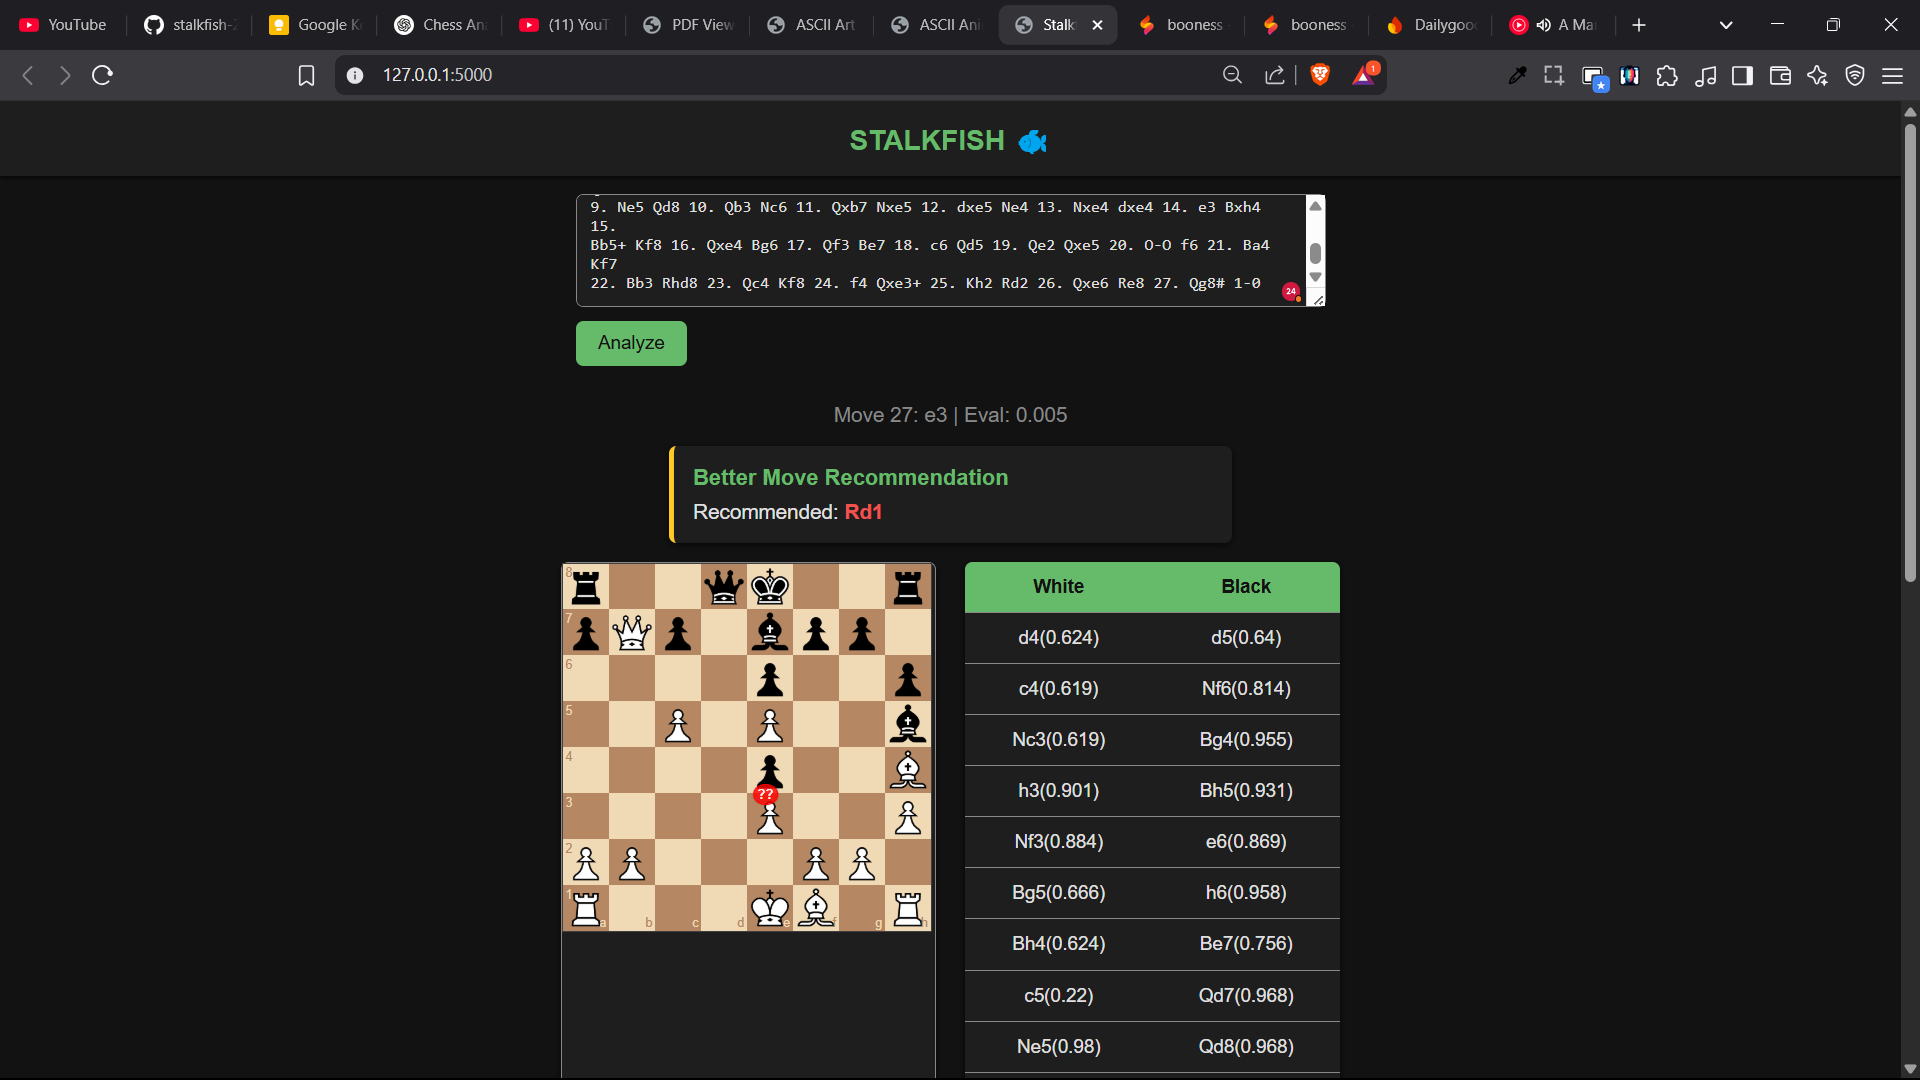 YouTube
stalkfish-
Google K
Chess An
(11) YouT
PDF View
ASCII Art
ASCII Ani
Stalk
booness
booness
Dailygoo
A Ma
127.0.0.1:5000
1
STALKFISH
9. Ne5 Qd8 10. Qb3 Nc6 11. Qxb7 Nxe5 12. dxe5 Ne4 13. Nxe4 dxe4 14. e3 Bxh4
15.
Bb5+ Kf8 16. Qxe4 Bg6 17. Qf3 Be7 18. c6 Qd5 19. Qe2 Qxe5 20. O-O f6 21. Ba4
Kf7
22. Bb3 Rhd8 23. Qc4 Kf8 24. f4 Qxe3+ 25. Kh2 Rd2 26. Qxe6 Re8 27. Qg8# 1-0
24
Analyze
Move 27: e3 | Eval: 0.005
Better Move Recommendation
Recommended: Rd1
8
7
6
5
4
??
3
2
1
a b c d e f g h
White Black
d4(0.624) d5(0.64)
c4(0.619) Nf6(0.814)
Nc3(0.619) Bg4(0.955)
h3(0.901) Bh5(0.931)
Nf3(0.884) e6(0.869)
Bg5(0.666) h6(0.958)
Bh4(0.624) Be7(0.756)
c5(0.22) Qd7(0.968)
Ne5(0.98) Qd8(0.968)